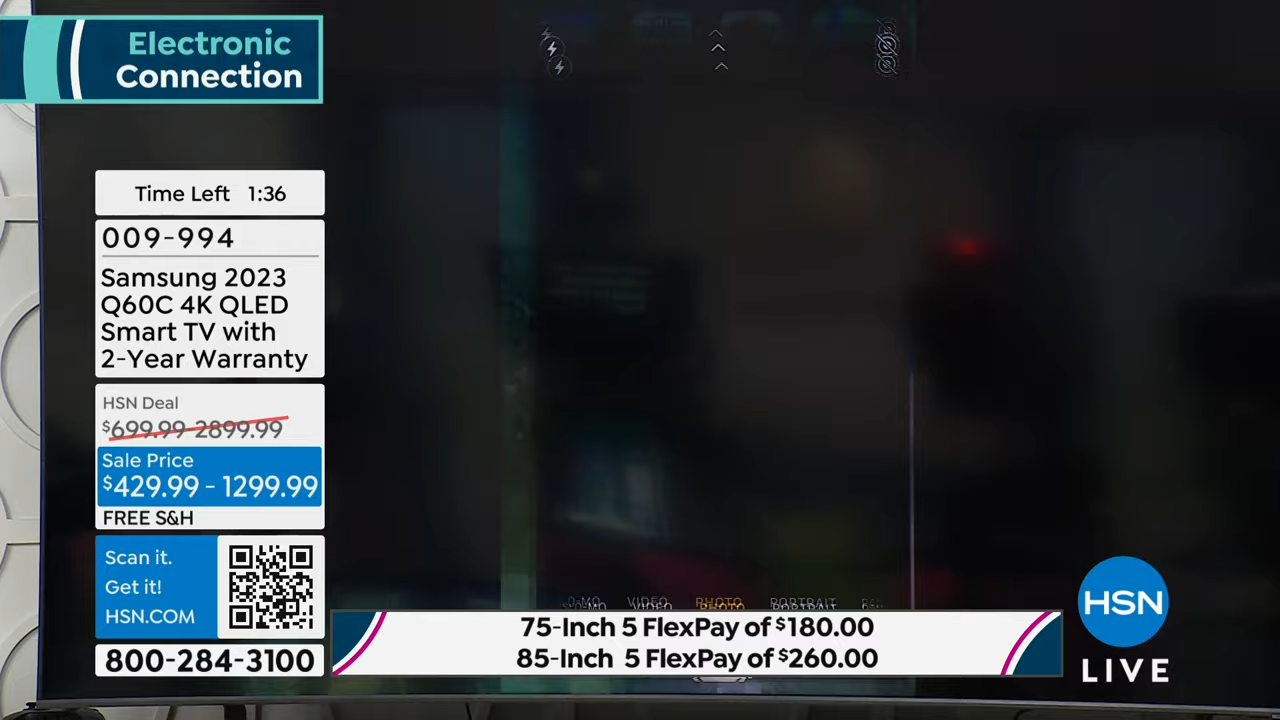 Electronic
Connection
Time Left 1:36
009-994
Samsung 2023
Q60C 4K QLED
Smart TV with
2-Year Warranty
HSN Deal
$699.99-2899.99
Sale Price
$429.99 - 1299.99
FREE S&H
Scan it.
Get it!
HSN.COM
800-284-3100
VIDEO
PHOTO
PORTRAIT
75-Inch 5 FlexPay of $180.00
85-Inch 5 FlexPay of $260.00
HSN
LIVE